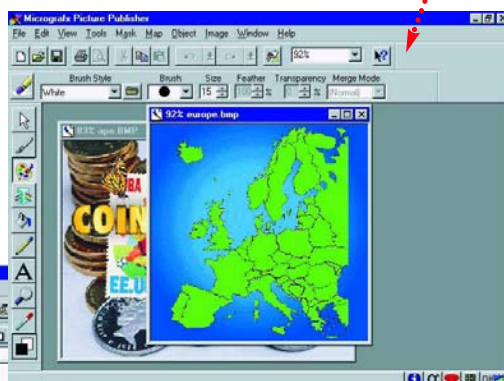 Micrografx Picture Publisher
File Edit View Tools Mask Map Object Image Window Help
92%
Brush Style Brush Size Feather Transparency Merge Mode
White 15 100 % 0 % (Normal)
83% ape.BMP
92% europe.bmp
COIN
EE.U
A